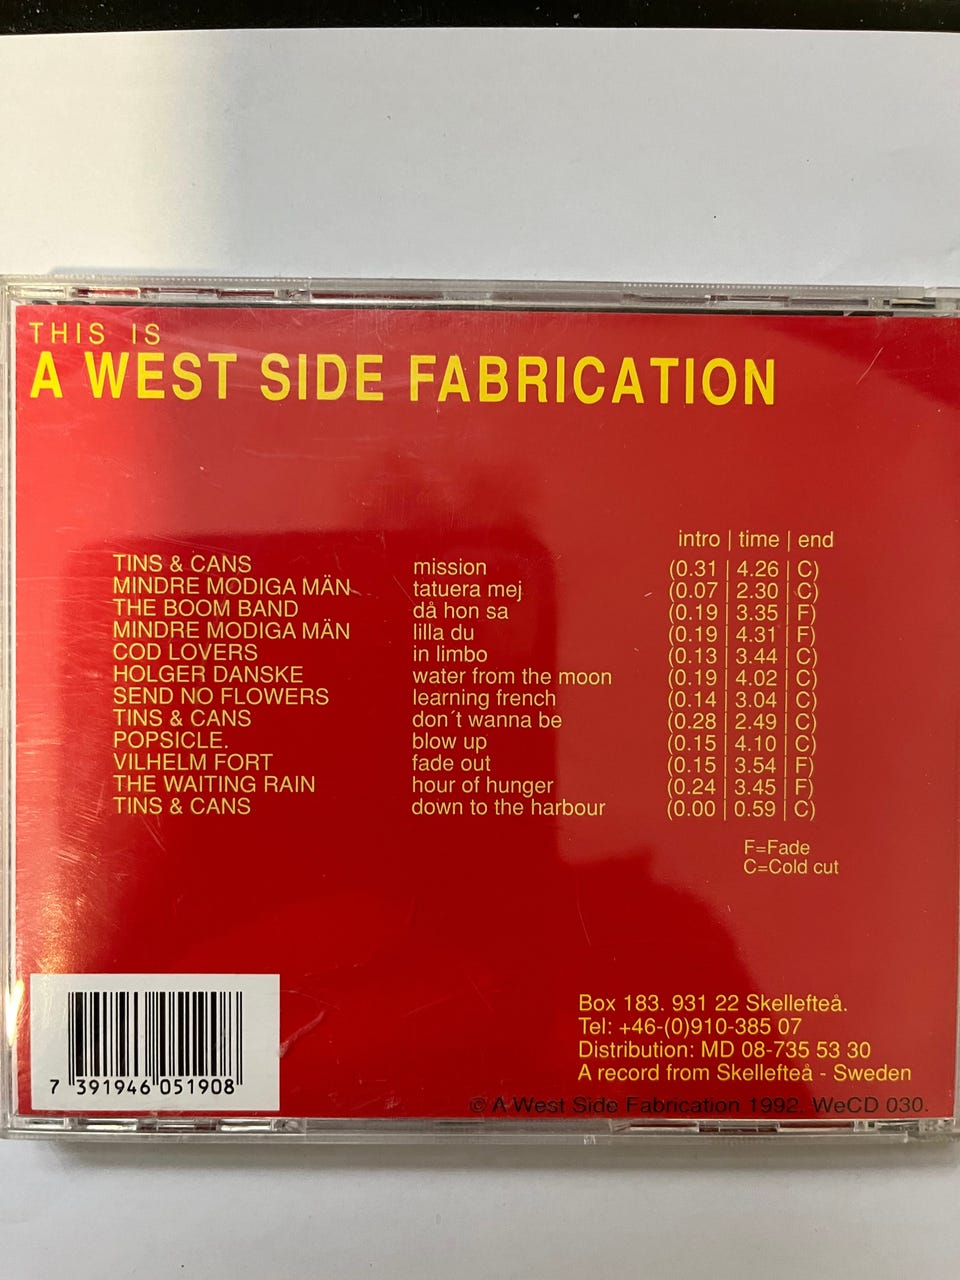 THIS IS
A WEST SIDE FABRICATION
intro | time | end
TINS & CANS mission (0.31 | 4.26 | C)
MINDRE MODIGA MÄN tatuera mej (0.07 | 2.30 | C)
THE BOOM BAND då hon sa (0.19 | 3.35 | F)
MINDRE MODIGA MÄN lilla du (0.19 | 4.31 | F)
COD LOVERS in limbo (0.13 | 3.44 | C)
HOLGER DANSKE water from the moon (0.19 | 4.02 | C)
SEND NO FLOWERS learning french (0.14 | 3.04 | C)
TINS & CANS don´t wanna be (0.28 | 2.49 | C)
POPSICLE. blow up (0.15 | 4.10 | C)
VILHELM FORT fade out (0.15 | 3.54 | F)
THE WAITING RAIN hour of hunger (0.24 | 3.45 | F)
TINS & CANS down to the harbour (0.00 | 0.59 | C)
F=Fade
C=Cold cut
Box 183. 931 22 Skellefteå.
Tel: +46-(0)910-385 07
Distribution: MD 08-735 53 30
A record from Skellefteå - Sweden
© A West Side Fabrication 1992. WeCD 030.
7 391946 051908